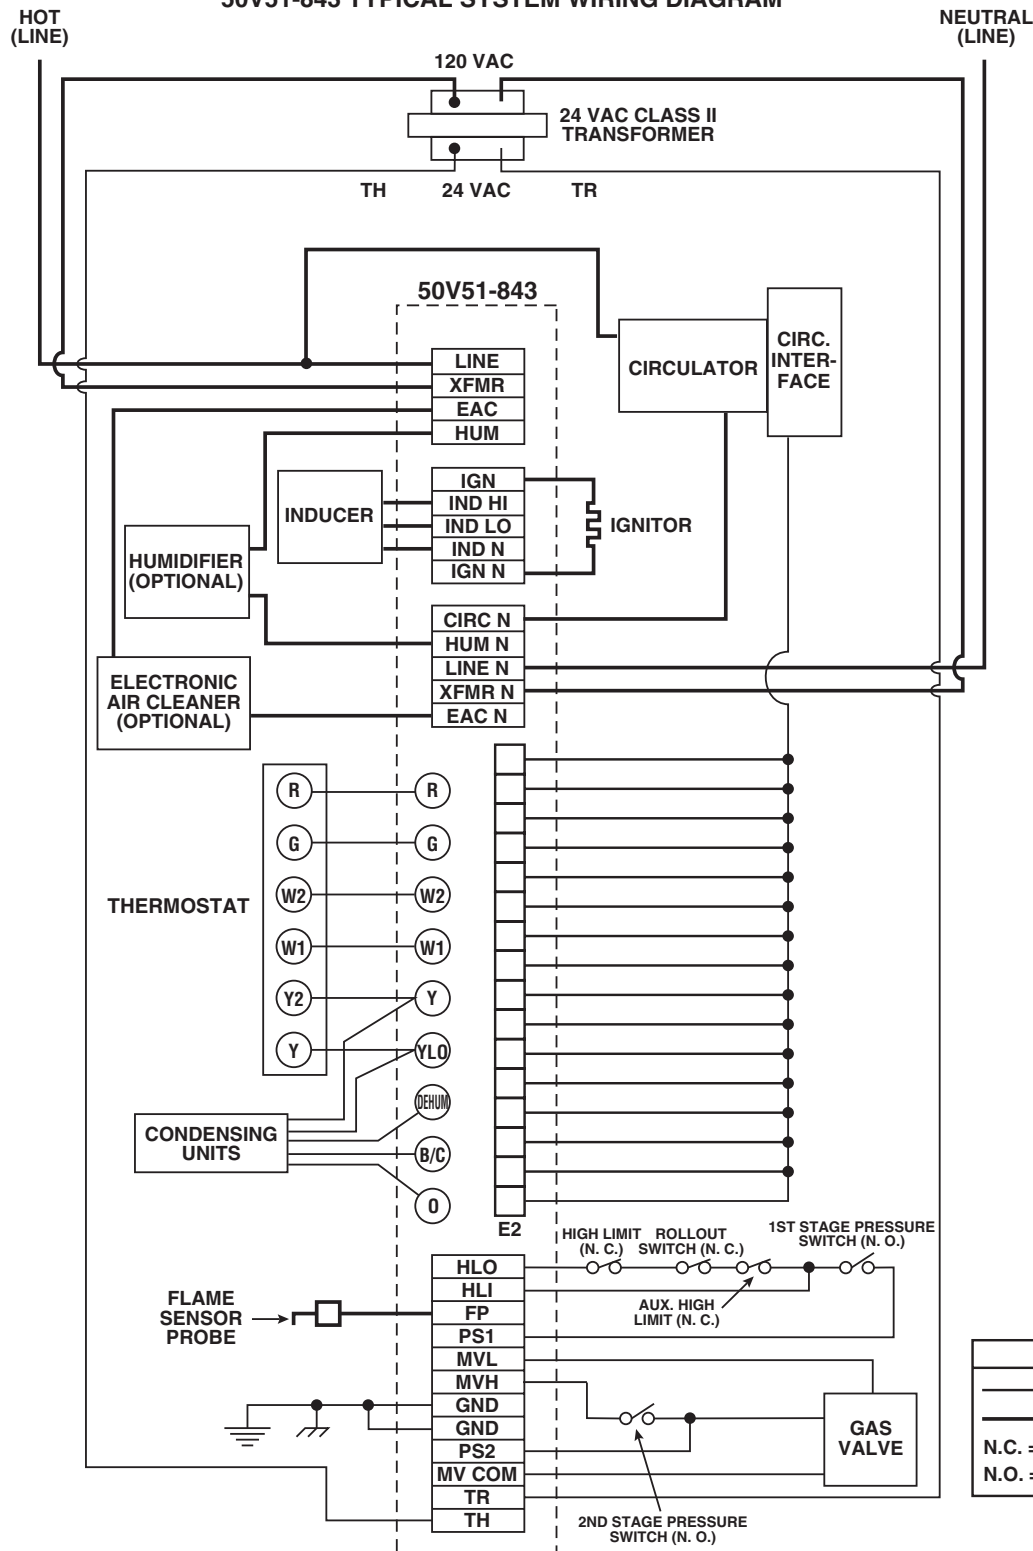 50V51-843 TYPICAL SYSTEM WIRING DIAGRAM
HOT
(LINE)
NEUTRAL
(LINE)
120 VAC
24 VAC CLASS II
TRANSFORMER
TH
24 VAC
TR
50V51-843
LINE
XFMR
EAC
HUM
CIRCULATOR
CIRC.
INTER-
FACE
INDUCER
IGN
IND HI
IND LO
IND N
IGN N
IGNITOR
HUMIDIFIER
(OPTIONAL)
CIRC N
HUM N
LINE N
XFMR N
EAC N
ELECTRONIC
AIR CLEANER
(OPTIONAL)
THERMOSTAT
R
G
W2
W1
Y2
Y
R
G
W2
W1
Y
YLO
DEHUM
B/C
O
CONDENSING
UNITS
E2
HIGH LIMIT
(N. C.)
ROLLOUT
SWITCH (N. C.)
1ST STAGE PRESSURE
SWITCH (N. O.)
AUX. HIGH
LIMIT (N. C.)
FLAME
SENSOR
PROBE
HLO
HLI
FP
PS1
MVL
MVH
GND
GND
PS2
MV COM
TR
TH
GAS
VALVE
2ND STAGE PRESSURE
SWITCH (N. O.)
N.C. =
N.O. =